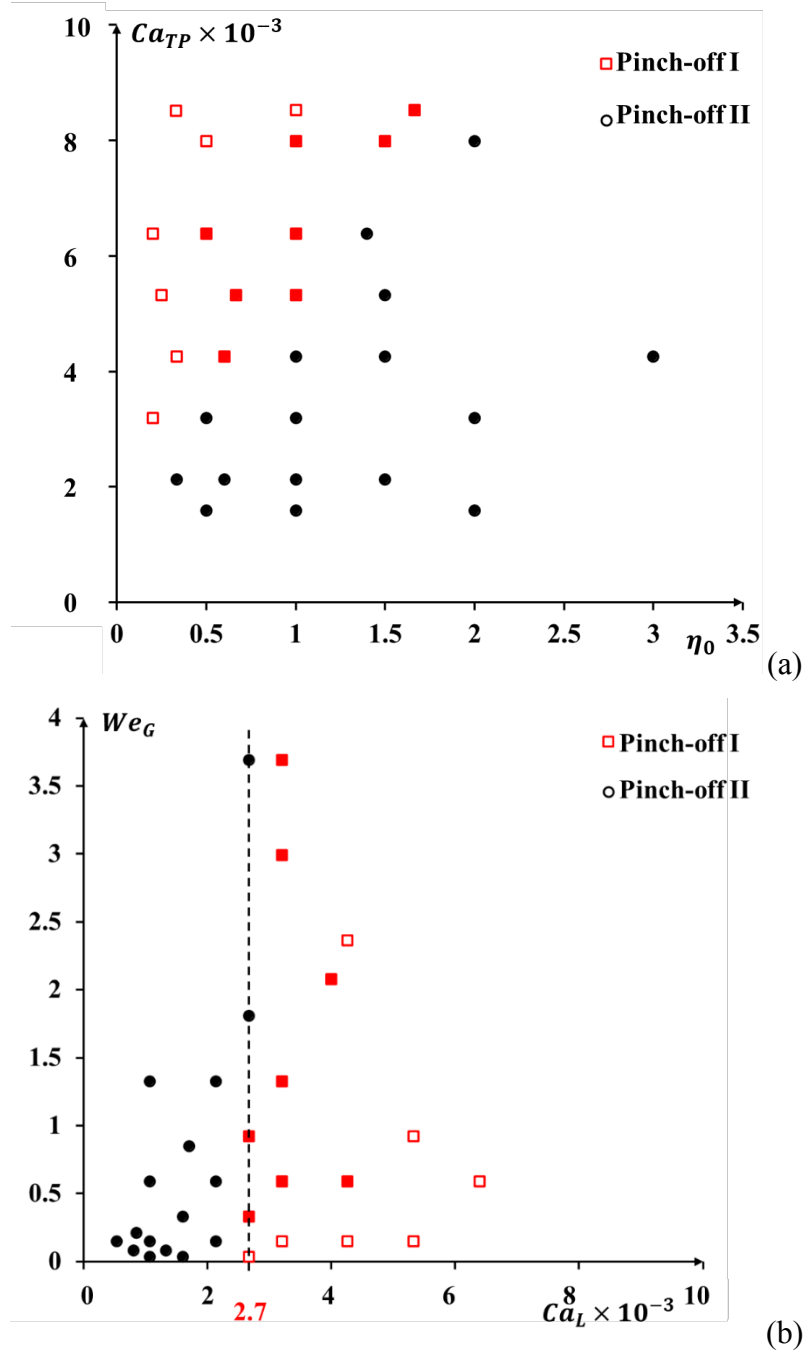 10
Ca_TP × 10⁻³
Pinch-off I
Pinch-off II
8
6
4
2
0
0 0.5 1 1.5 2 2.5 3 3.5
η₀
(a)
4
We_G
Pinch-off I
Pinch-off II
3.5
3
2.5
2
1.5
1
0.5
0
0 2 4 6 8 10
2.7
Ca_L × 10⁻³
(b)